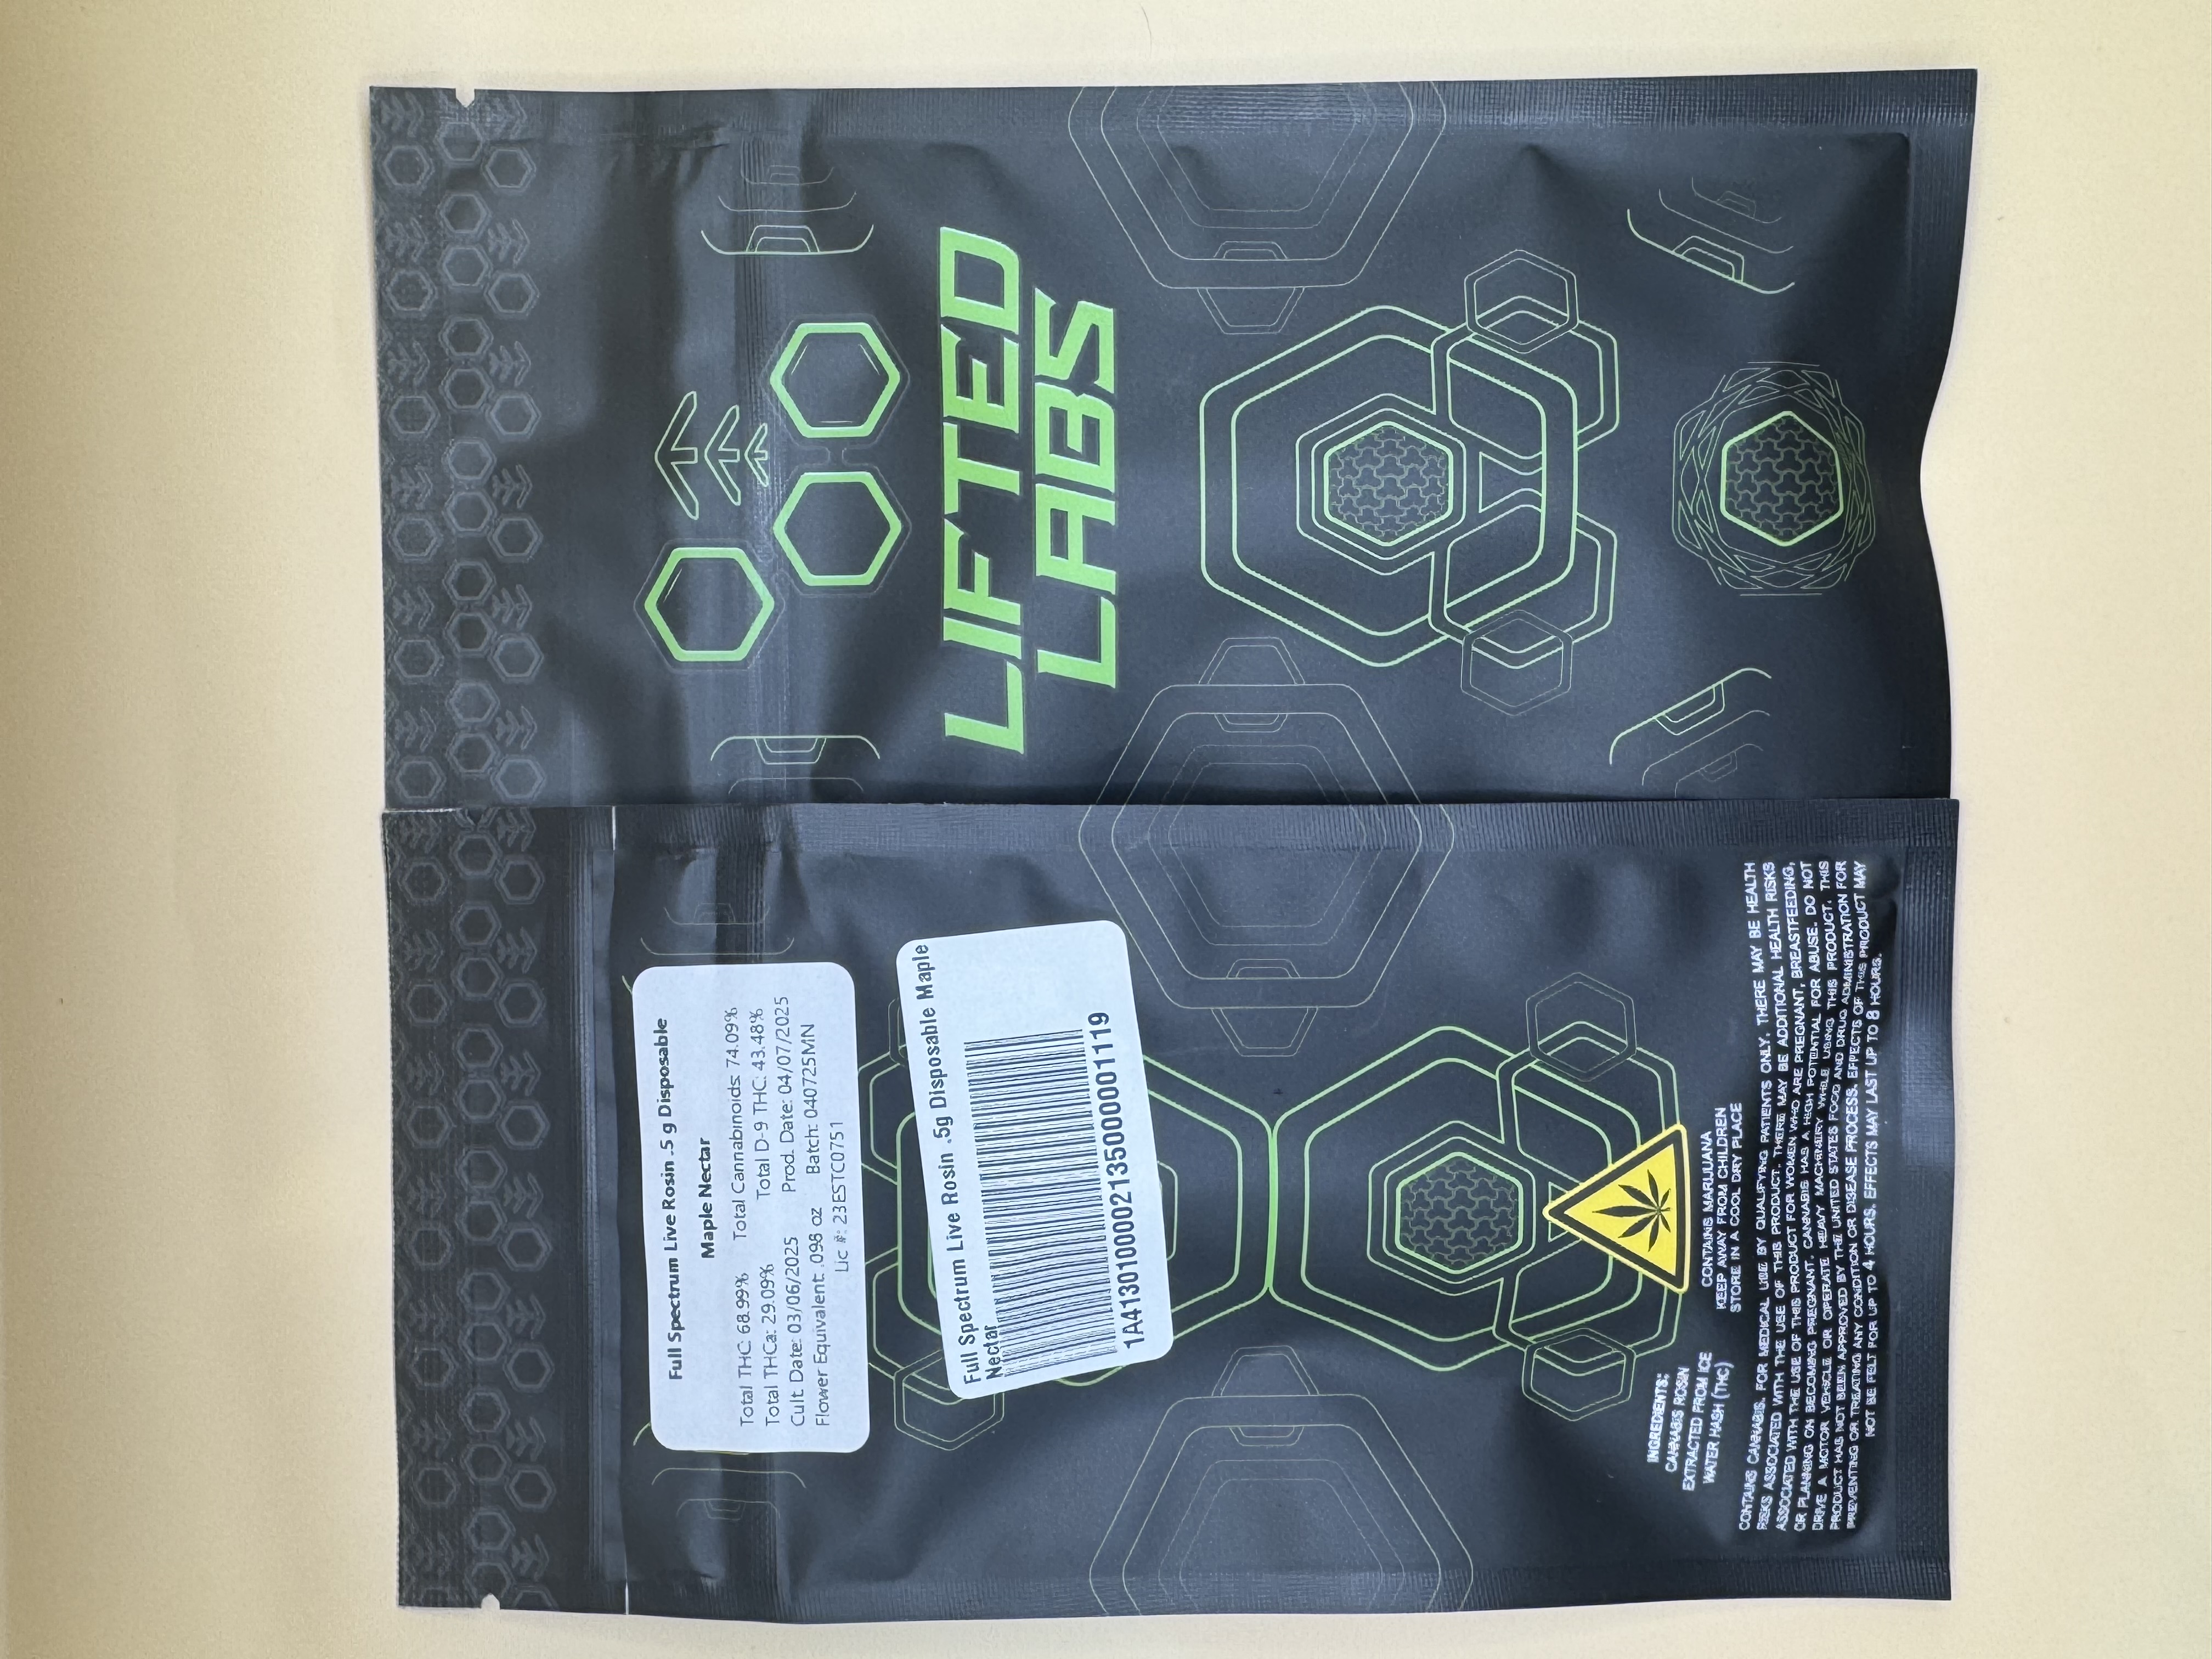 LIFTED
LABS
Full Spectrum Live Rosin .5 g Disposable
Maple Nectar
Total THC: 68.99% Total Cannabinoids: 74.09%
Total THCa: 29.09% Total D-9 THC: 43.48%
Cult. Date: 03/06/2025 Prod. Date: 04/07/2025
Flower Equivalent: .098 oz Batch: 040725MN
Lic #: 23ESTC0751
Full Spectrum Live Rosin .5g Disposable Maple
Nectar
1A4130100002135000001119
INGREDIENTS:
CANNABIS ROSIN
EXTRACTED FROM ICE
WATER HASH (THC)
CONTAINS MARIJUANA
KEEP AWAY FROM CHILDREN
STORE IN A COOL DRY PLACE
CONTAINS CANNABIS. FOR MEDICAL USE BY QUALIFYING PATIENTS ONLY. THERE MAY BE HEALTH
RISKS ASSOCIATED WITH THE USE OF THIS PRODUCT. THERE MAY BE ADDITIONAL HEALTH RISKS
ASSOCIATED WITH THE USE OF THIS PRODUCT FOR WOMEN WHO ARE PREGNANT, BREASTFEEDING,
OR PLANNING ON BECOMING PREGNANT. CANNABIS HAS A HIGH POTENTIAL FOR ABUSE. DO NOT
DRIVE A MOTOR VEHICLE OR OPERATE HEAVY MACHINERY WHILE USING THIS PRODUCT. THIS
PRODUCT HAS NOT BEEN APPROVED BY THE UNITED STATES FOOD AND DRUG ADMINISTRATION FOR
PREVENTING OR TREATING ANY CONDITION OR DISEASE PROCESS. EFFECTS OF THIS PRODUCT MAY
NOT BE FELT FOR UP TO 4 HOURS. EFFECTS MAY LAST UP TO 8 HOURS.